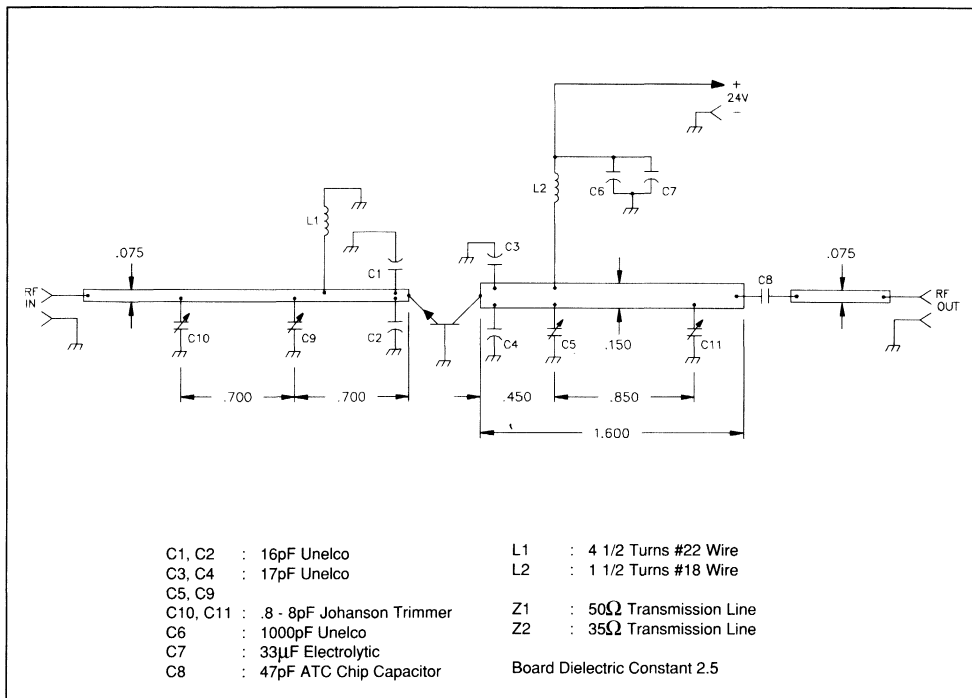 +
24V
−
L2
C6
C7
L1
C3
.075
C1
C8
.075
RF
IN
RF
OUT
C10
C9
C2
C4
C5
.150
C11
.700
.700
.450
.850
1.600
C1, C2 : 16pF Unelco
C3, C4 : 17pF Unelco
C5, C9
C10, C11 : .8 - 8pF Johanson Trimmer
C6 : 1000pF Unelco
C7 : 33µF Electrolytic
C8 : 47pF ATC Chip Capacitor
L1 : 4 1/2 Turns #22 Wire
L2 : 1 1/2 Turns #18 Wire
Z1 : 50Ω Transmission Line
Z2 : 35Ω Transmission Line
Board Dielectric Constant 2.5